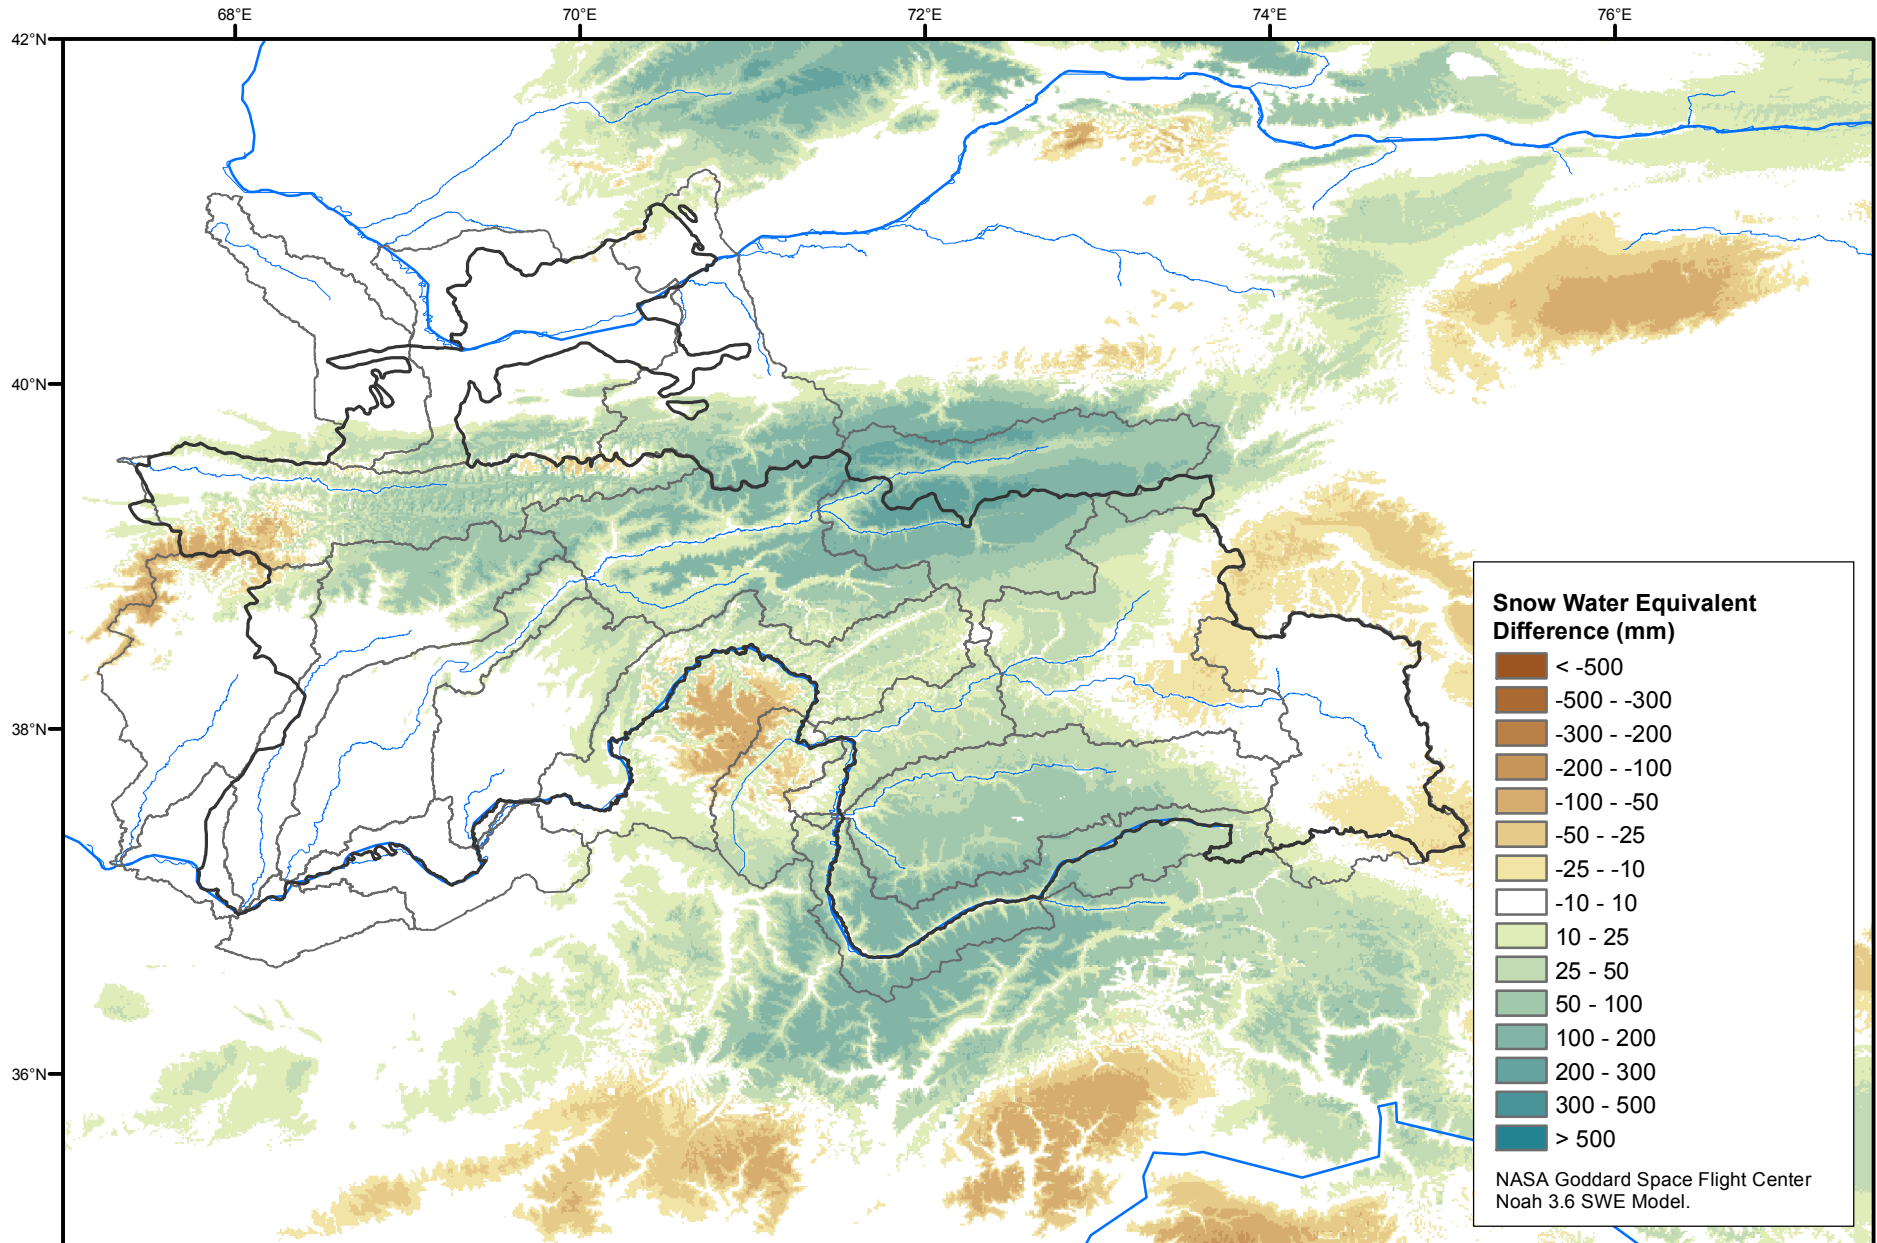 68°E 70°E 72°E 74°E 76°E
42°N
40°N
38°N
36°N
Snow Water Equivalent
Difference (mm)
< -500
-500 - -300
-300 - -200
-200 - -100
-100 - -50
-50 - -25
-25 - -10
-10 - 10
10 - 25
25 - 50
50 - 100
100 - 200
200 - 300
300 - 500
> 500
NASA Goddard Space Flight Center
Noah 3.6 SWE Model.